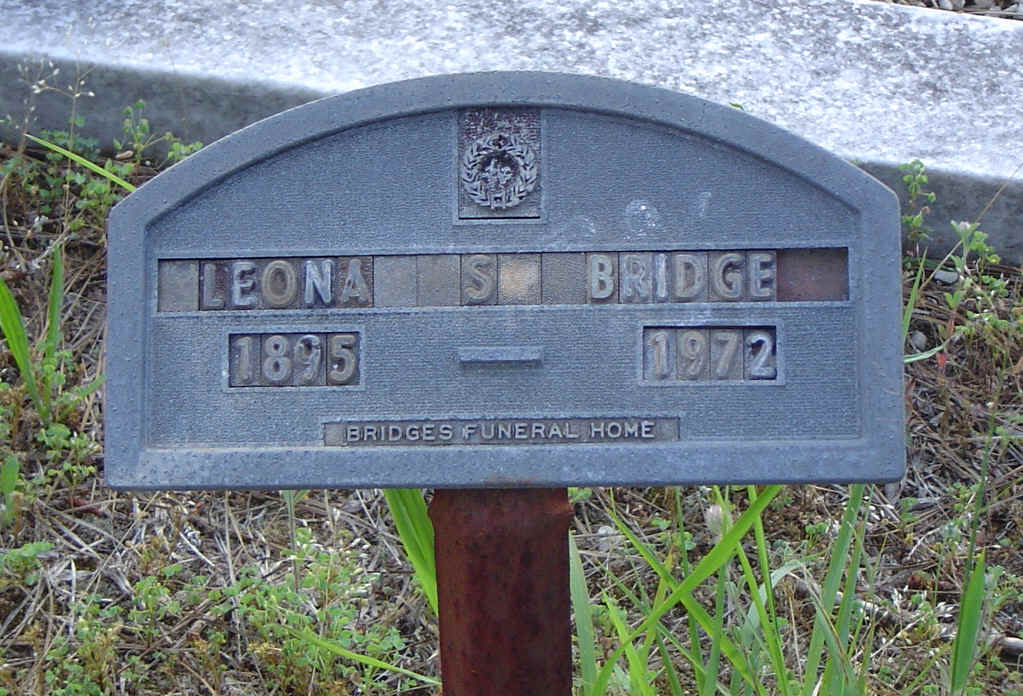 LEONA S BRIDGE
1895 — 1972
BRIDGES FUNERAL HOME